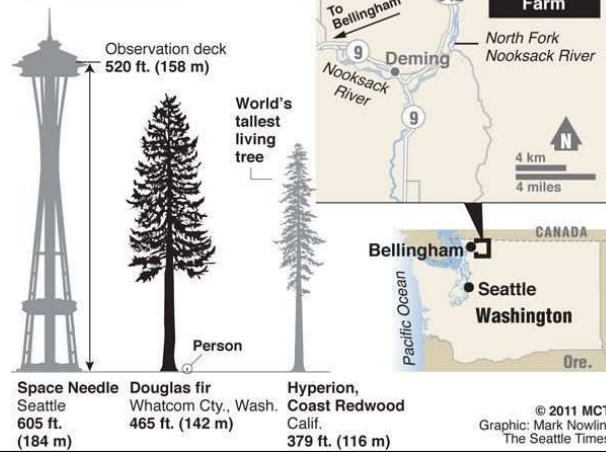 Observation deck
520 ft. (158 m)
World's
tallest
living
tree
Person
Space Needle
Seattle
605 ft.
(184 m)
Douglas fir
Whatcom Cty., Wash.
465 ft. (142 m)
Hyperion,
Coast Redwood
Calif.
379 ft. (116 m)
To
Bellingham
Farm
9
Deming
North Fork
Nooksack River
Nooksack
River
9
N
4 km
4 miles
CANADA
Bellingham
Seattle
Washington
Pacific Ocean
Ore.
© 2011 MCT
Graphic: Mark Nowlin
The Seattle Times